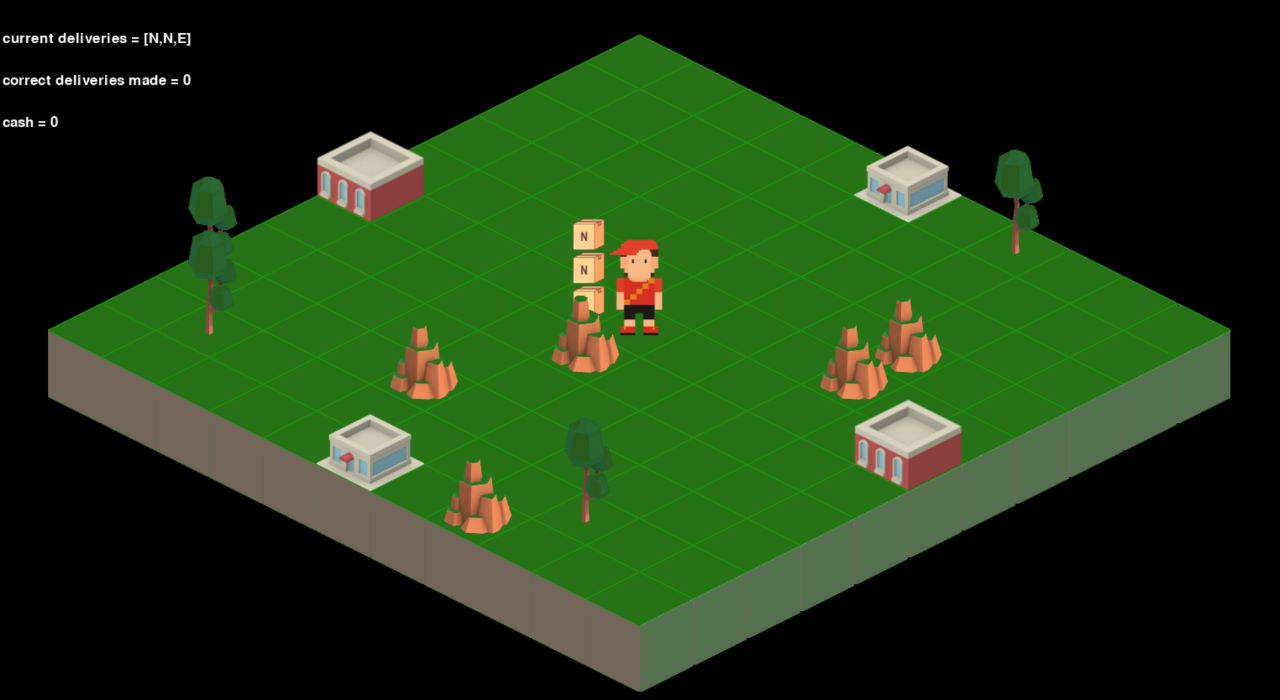 current deliveries = [N,N,E]
correct deliveries made = 0
cash = 0
N
N